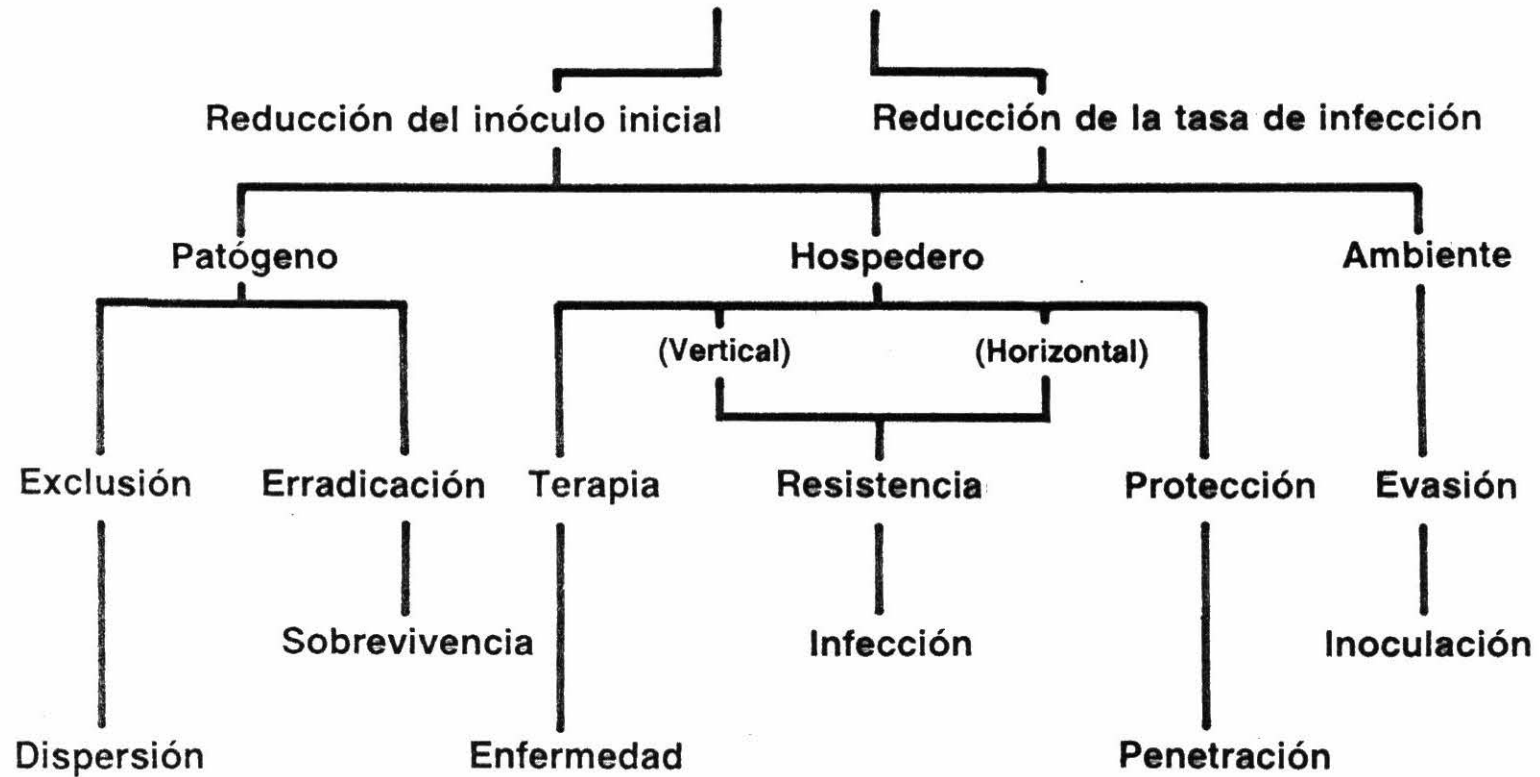 Reducción del inóculo inicial Reducción de la tasa de infección
Patógeno Hospedero Ambiente
(Vertical) (Horizontal)
Exclusión Erradicación Terapia Resistencia Protección Evasión
Sobrevivencia Infección Inoculación
Dispersión Enfermedad Penetración